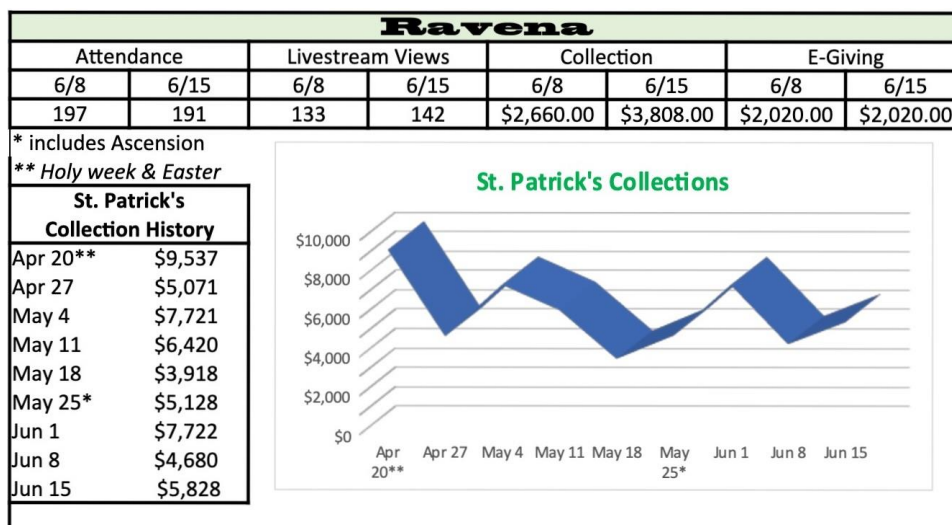 Ravena
Attendance Livestream Views Collection E-Giving
6/8 6/15 6/8 6/15 6/8 6/15 6/8 6/15
197 191 133 142 $2,660.00 $3,808.00 $2,020.00 $2,020.00
* includes Ascension
** Holy week & Easter
St. Patrick's
Collection History
Apr 20** $9,537
Apr 27 $5,071
May 4 $7,721
May 11 $6,420
May 18 $3,918
May 25* $5,128
Jun 1 $7,722
Jun 8 $4,680
Jun 15 $5,828
St. Patrick's Collections
$10,000
$8,000
$6,000
$4,000
$2,000
$0
Apr Apr 27 May 4 May 11 May 18 May Jun 1 Jun 8 Jun 15
20** 25*